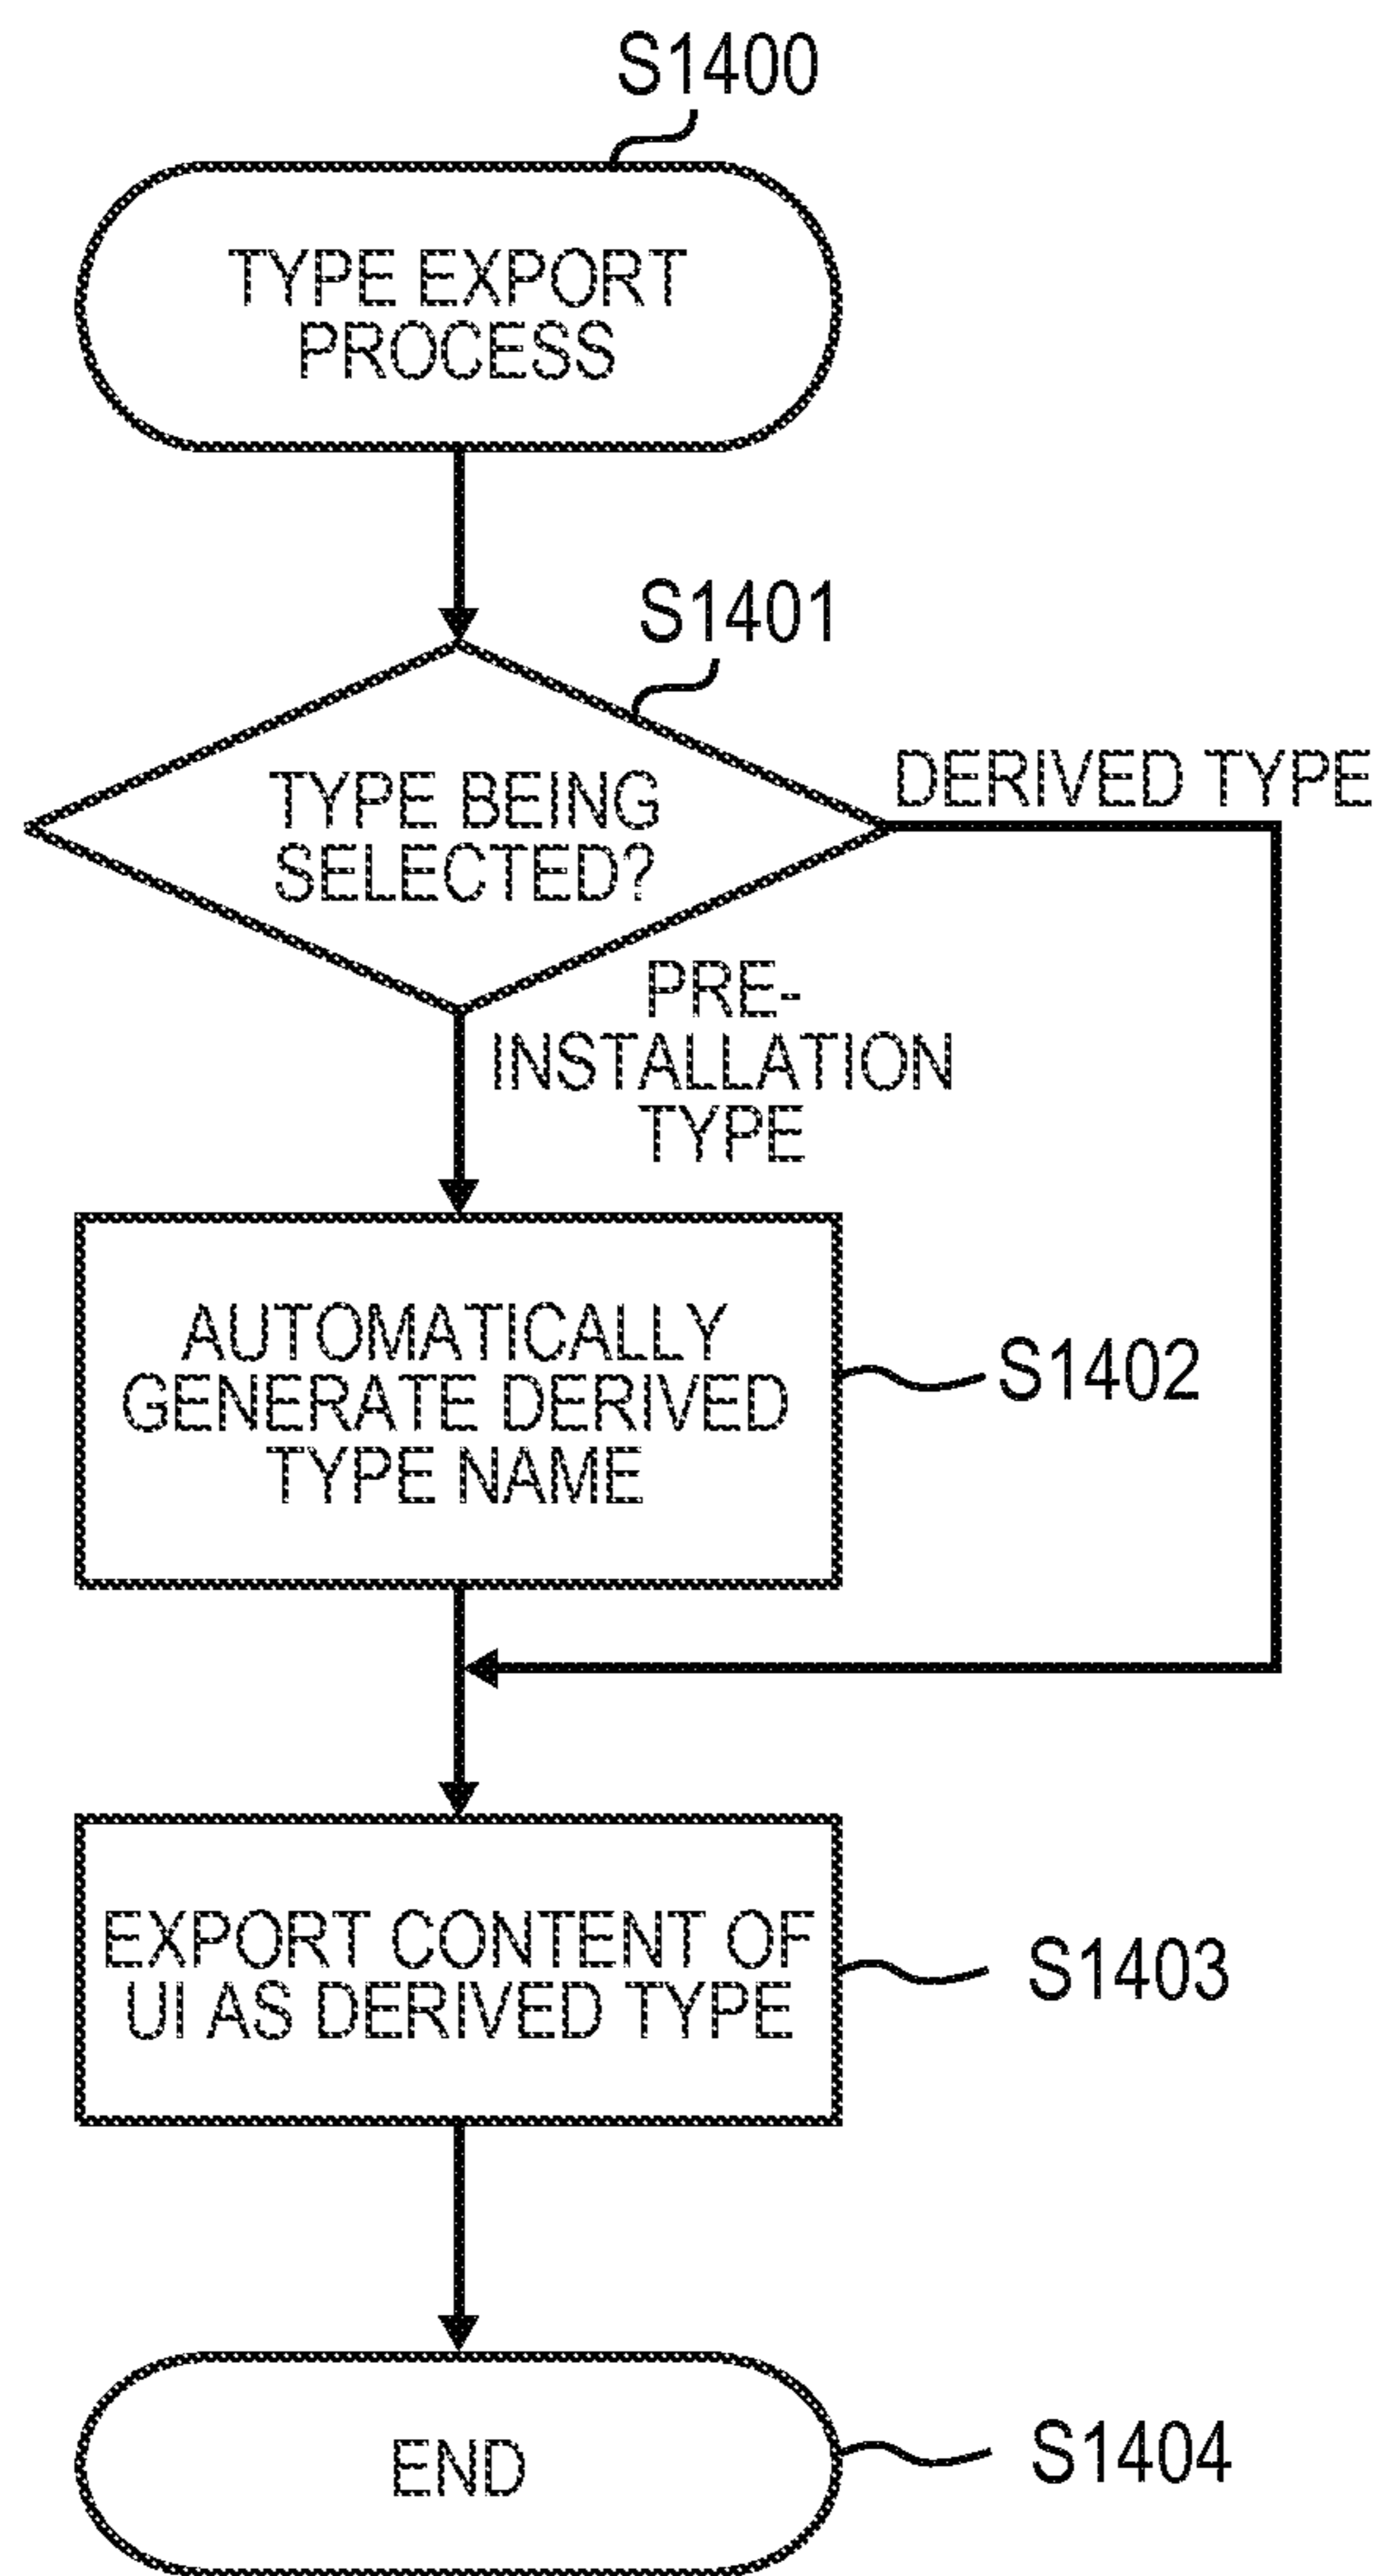 S1400
TYPE EXPORT
PROCESS
S1401
TYPE BEING
SELECTED?
DERIVED TYPE
PRE-
INSTALLATION
TYPE
AUTOMATICALLY
GENERATE DERIVED
TYPE NAME
S1402
EXPORT CONTENT OF
UI AS DERIVED TYPE
S1403
END
S1404